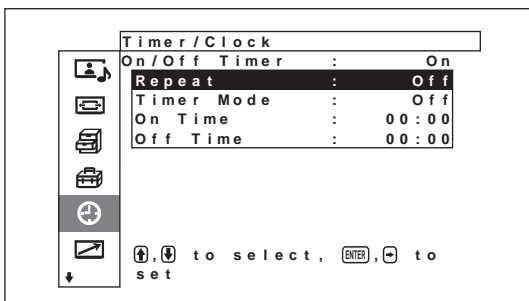 Timer/Clock
On/Off Timer : On
Repeat : Off
Timer Mode : Off
On Time : 00:00
Off Time : 00:00
, to select, ENTER, to
set